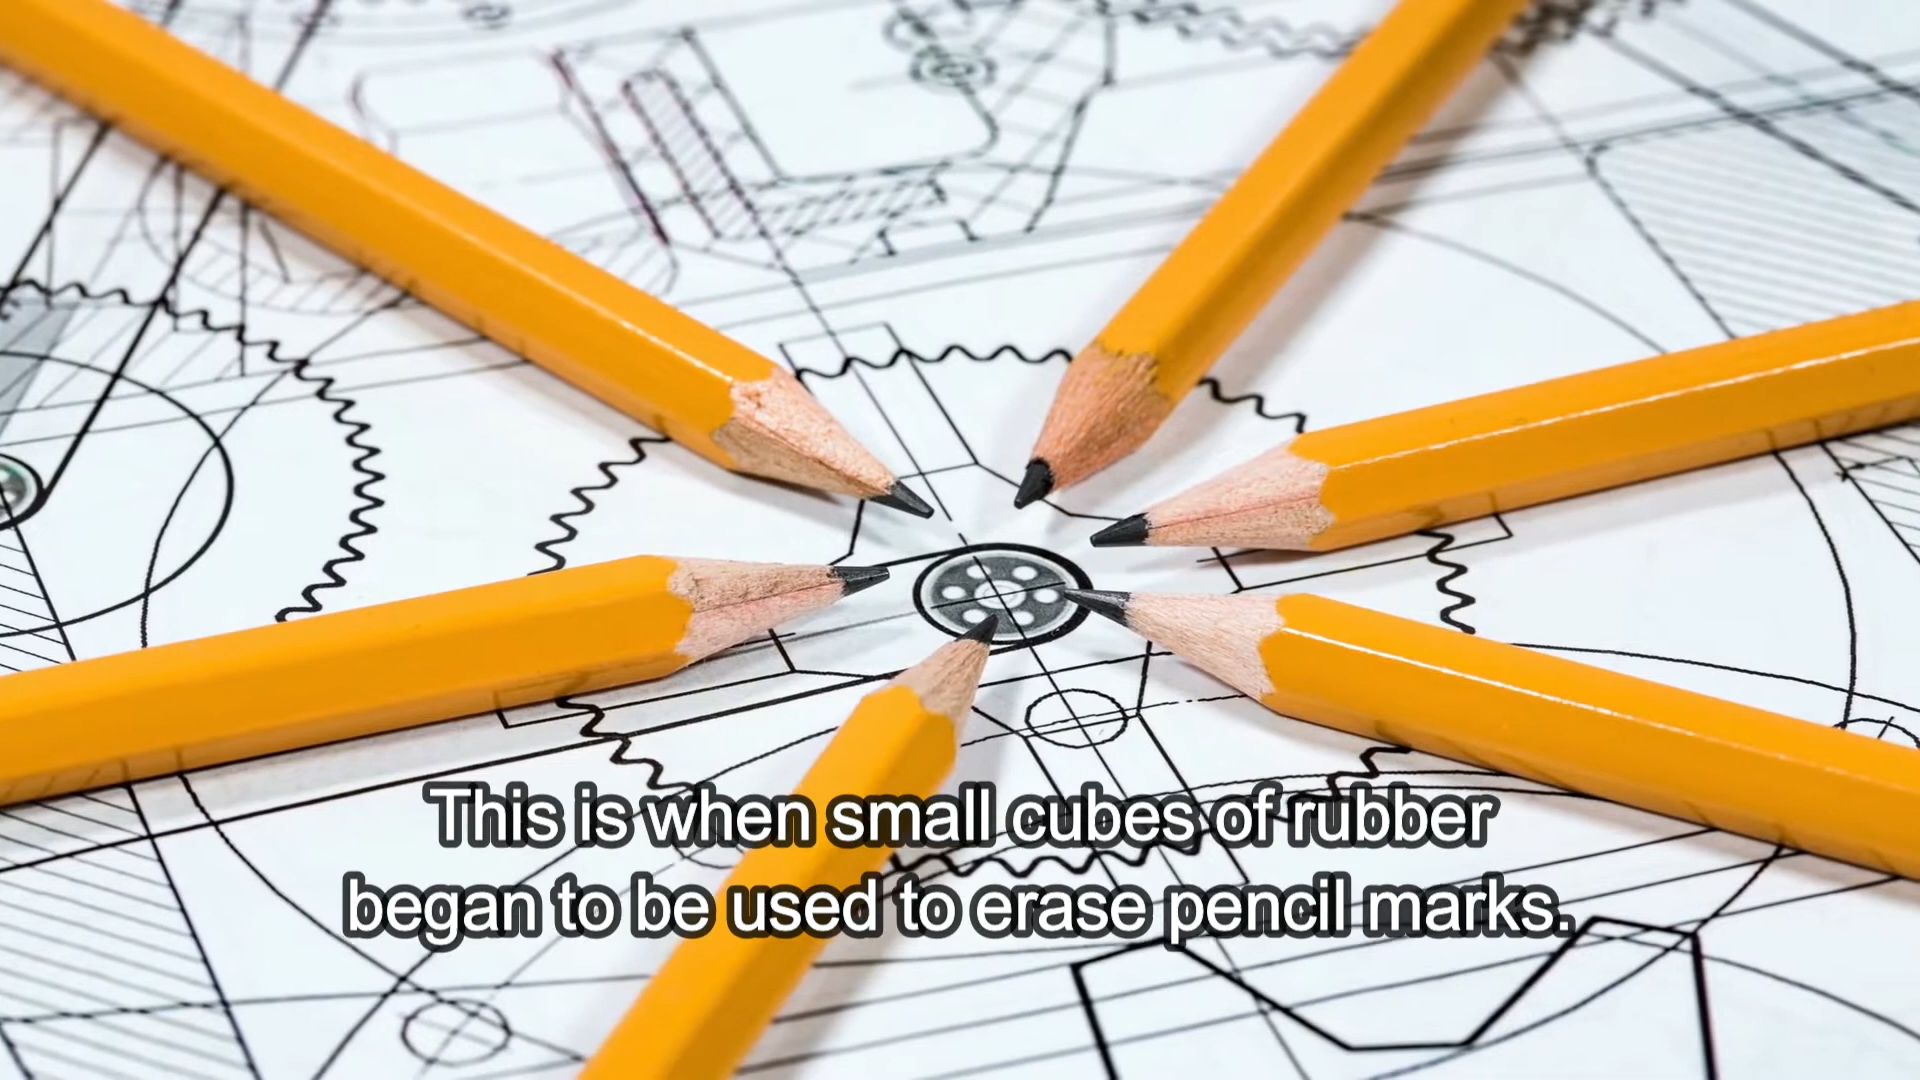 This is when small cubes of rubber
began to be used to erase pencil marks.